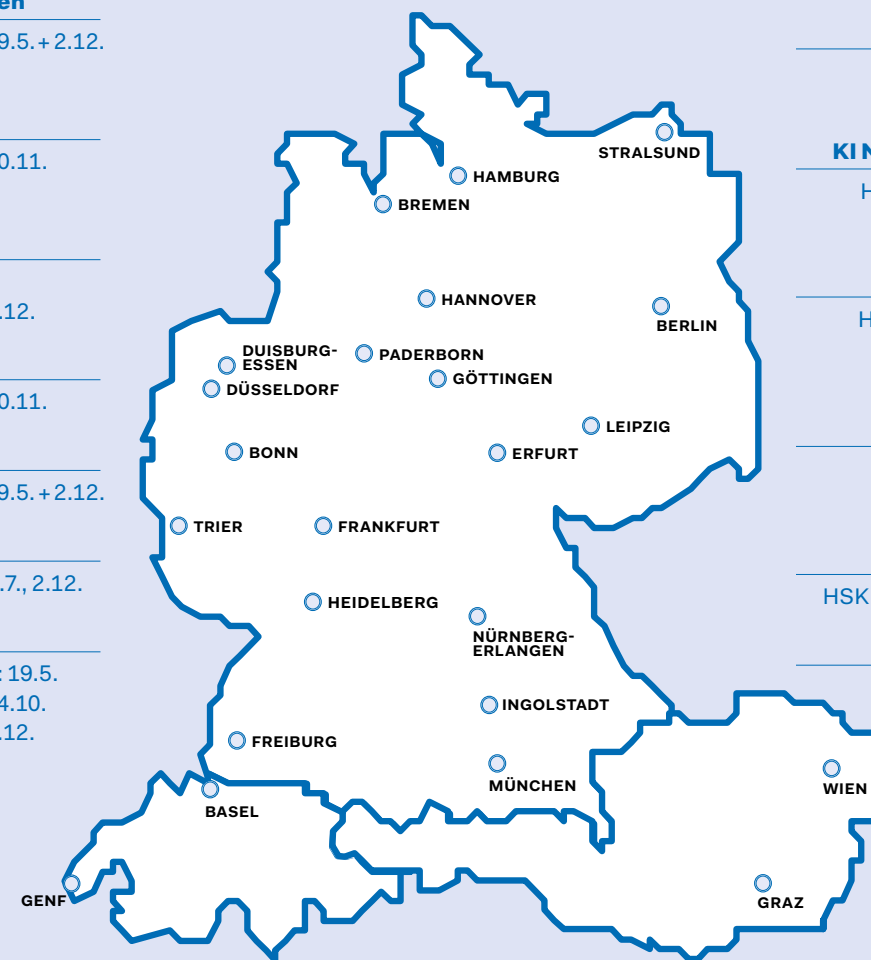 en
9.5. + 2.12.
0.11.
.12.
0.11.
9.5. + 2.12.
.7., 2.12.
: 19.5.
4.10.
.12.
STRALSUND
HAMBURG
BREMEN
HANNOVER
BERLIN
DUISBURG-
ESSEN
PADERBORN
DÜSSELDORF
GÖTTINGEN
LEIPZIG
BONN
ERFURT
TRIER
FRANKFURT
HEIDELBERG
NÜRNBERG-
ERLANGEN
INGOLSTADT
FREIBURG
MÜNCHEN
BASEL
WIEN
GENF
GRAZ
KI N
H
H
HSK